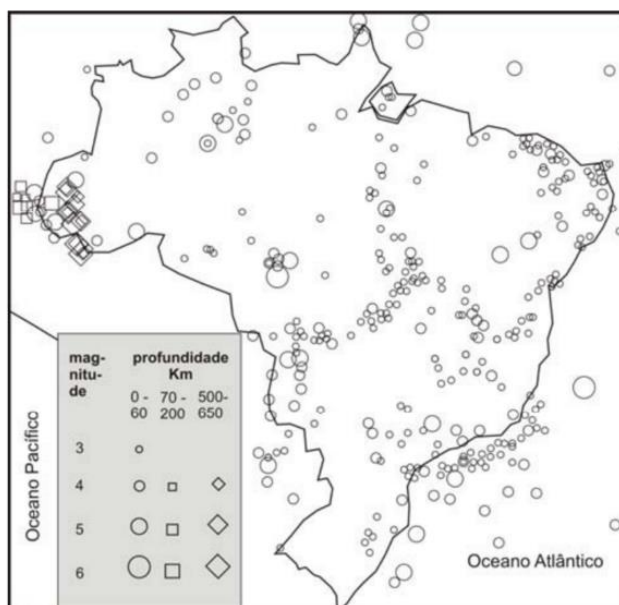 mag-
nitu-
de
profundidade
Km
0 -
60
70 -
200
500-
650
3
4
5
6
Oceano Pacífico
Oceano Atlântico